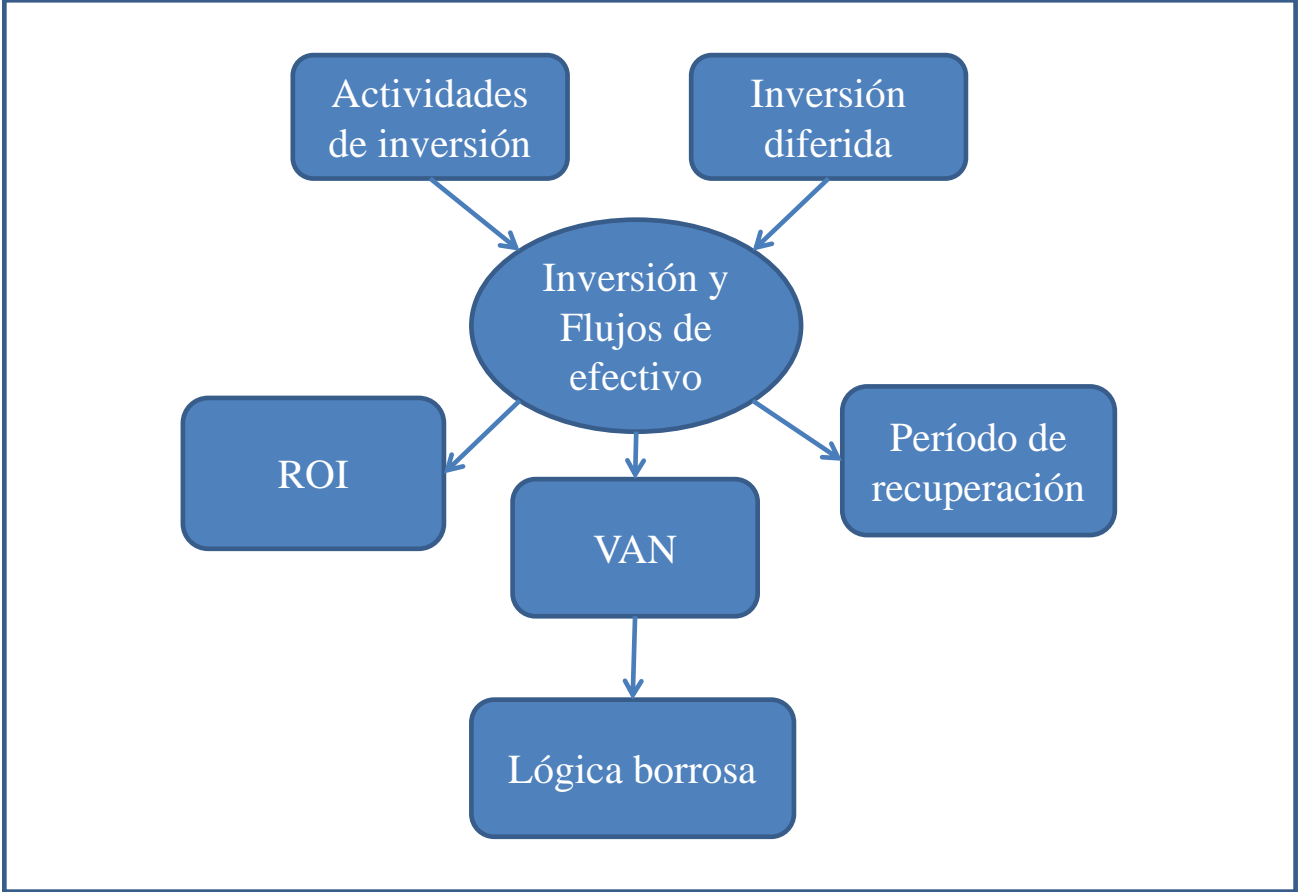 Actividades
de inversión
Inversión
diferida
Inversión y
Flujos de
efectivo
ROI
VAN
Período de
recuperación
Lógica borrosa